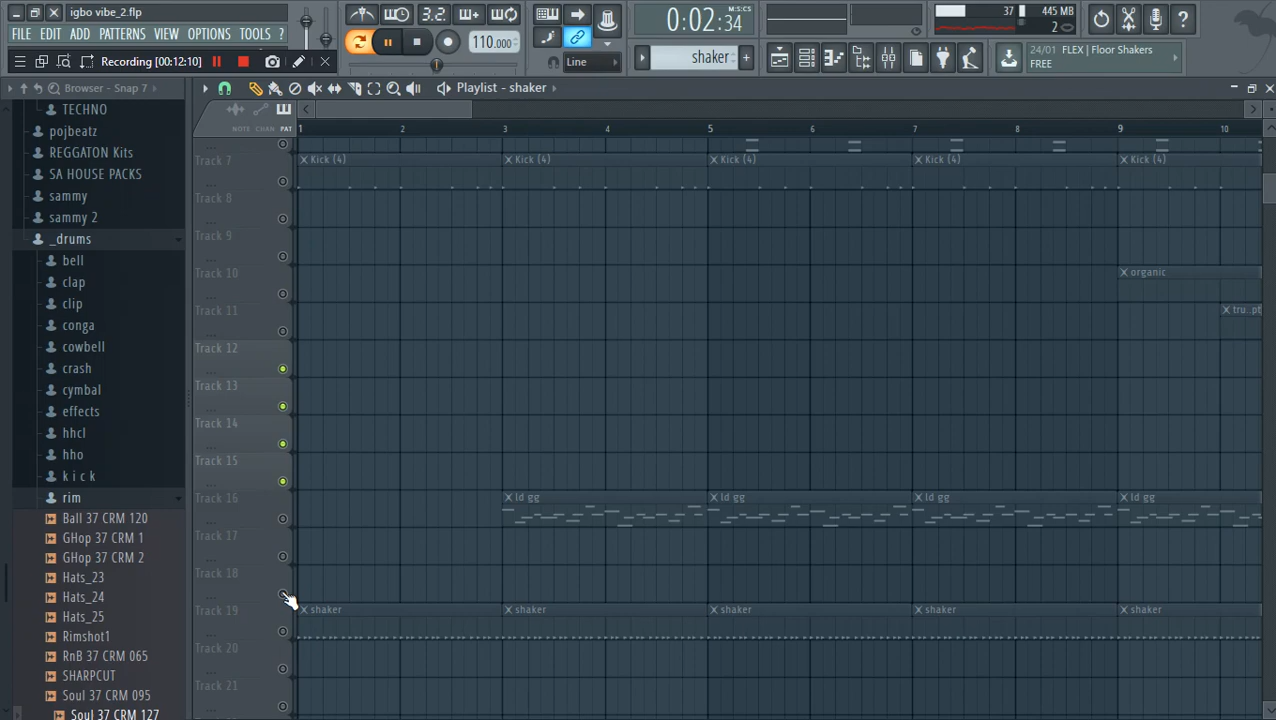 igbo vibe_2.flp
FILE EDIT ADD PATTERNS VIEW OPTIONS TOOLS ?
Recording [00:12:10]
3.2.
110.000
Line
0:02:34
M:S:CS
shaker
37
445 MB
2
24/01 FLEX | Floor Shakers
FREE
Browser - Snap 7
Playlist - shaker
NOTE CHAN PAT
1 2 3 4 5 6 7 8 9 10
TECHNO
pojbeatz
REGGATON Kits
SA HOUSE PACKS
sammy
sammy 2
_drums
bell
clap
clip
conga
cowbell
crash
cymbal
effects
hhcl
hho
k i c k
rim
Ball 37 CRM 120
GHop 37 CRM 1
GHop 37 CRM 2
Hats_23
Hats_24
Hats_25
Rimshot1
RnB 37 CRM 065
SHARPCUT
Soul 37 CRM 095
Soul 37 CRM 127
Track 7
Kick (4) Kick (4) Kick (4) Kick (4) Kick (4)
Track 8
Track 9
Track 10
organic
Track 11
tru..pt
Track 12
Track 13
Track 14
Track 15
Track 16
ld gg ld gg ld gg ld gg
Track 17
Track 18
Track 19
shaker shaker shaker shaker shaker
Track 20
Track 21